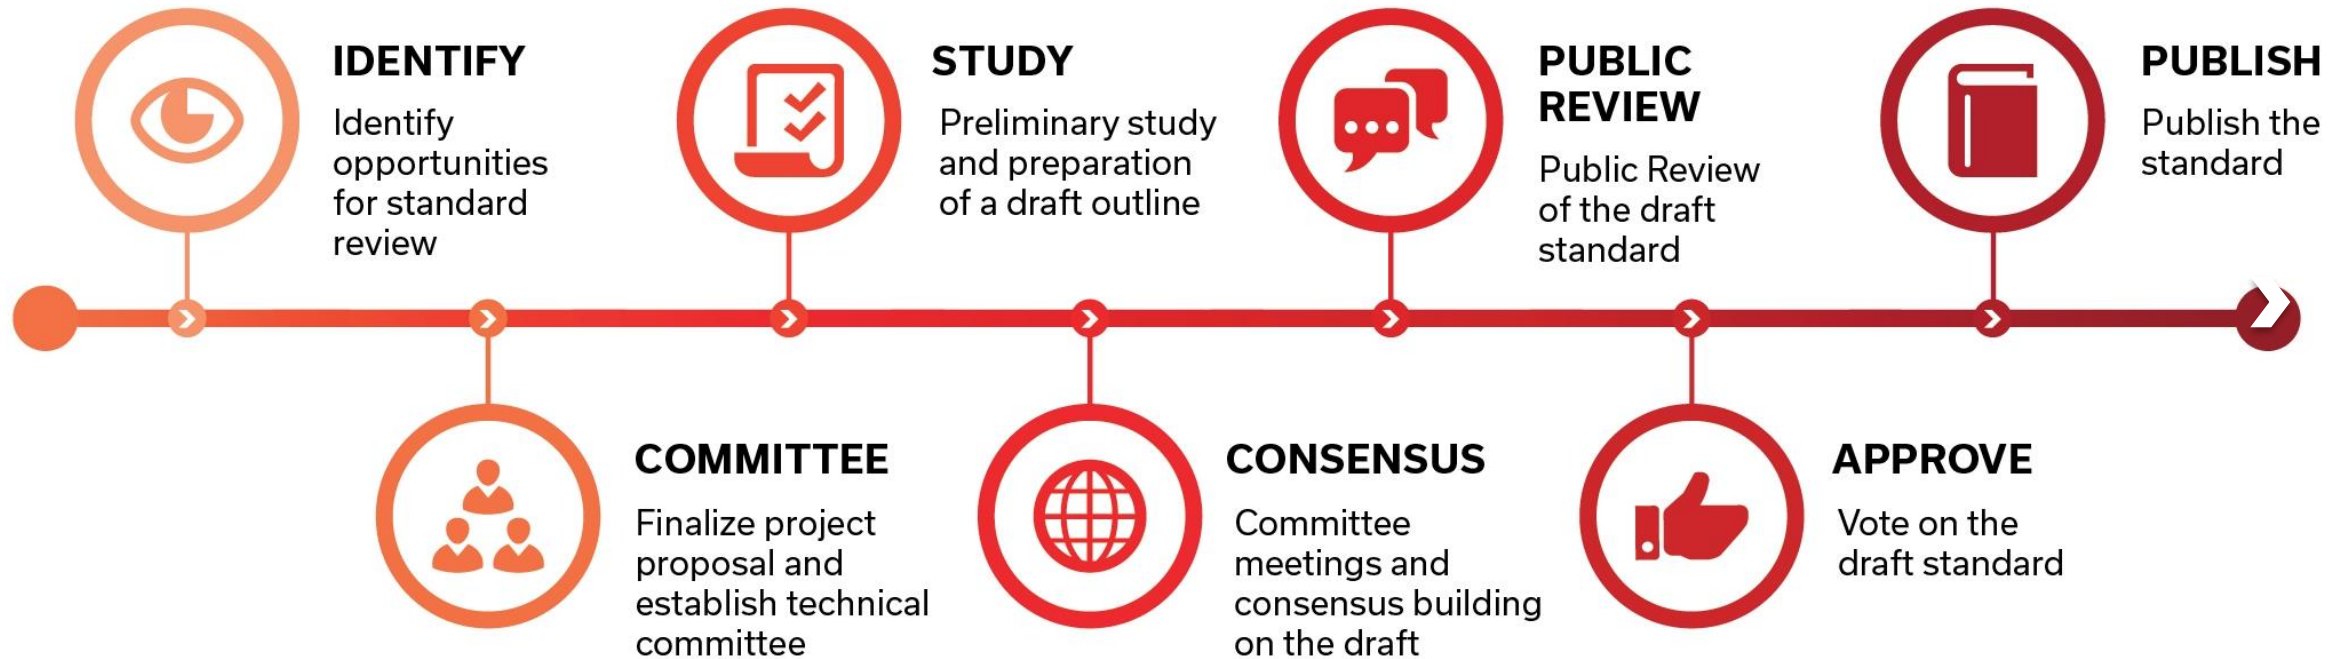 IDENTIFY
Identify
opportunities
for standard
review
COMMITTEE
Finalize project
proposal and
establish technical
committee
STUDY
Preliminary study
and preparation
of a draft outline
CONSENSUS
Committee
meetings and
consensus building
on the draft
PUBLIC
REVIEW
Public Review
of the draft
standard
APPROVE
Vote on the
draft standard
PUBLISH
Publish the
standard